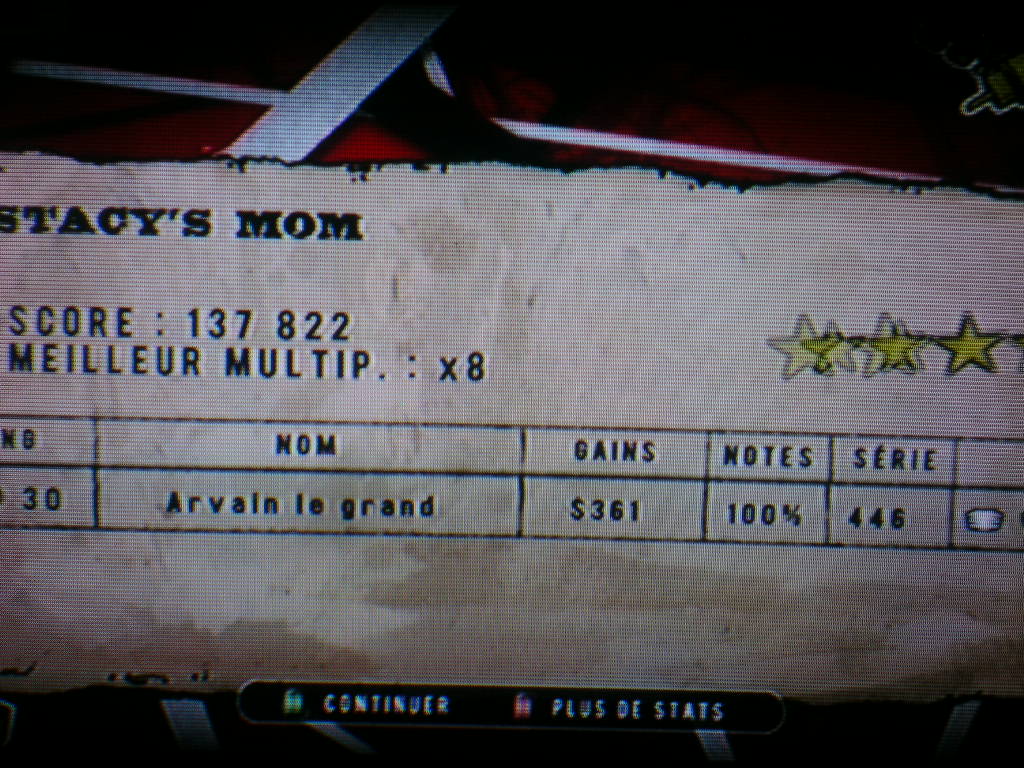 STACY'S MOM
SCORE : 137 822
MEILLEUR MULTIP. : x8
NG NOM GAINS NOTES SÉRIE
30 Arvain le grand $361 100% 446
CONTINUER PLUS DE STATS